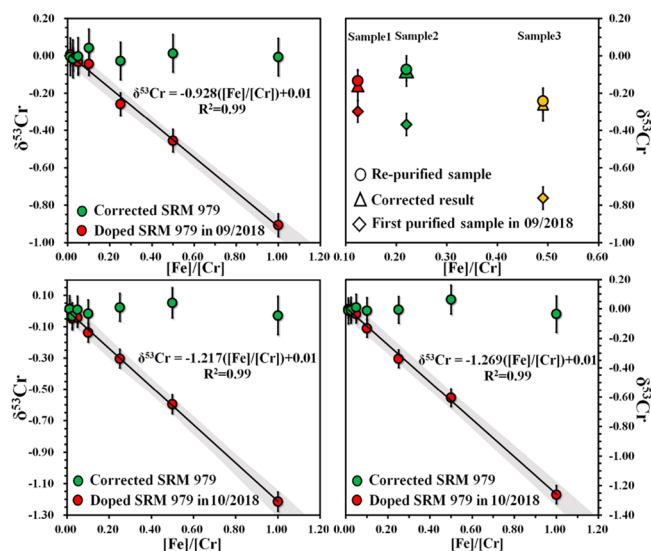 0.20
0.00
-0.20
-0.40
-0.60
-0.80
-1.00
δ⁵³Cr
δ⁵³Cr = -0.928([Fe]/[Cr])+0.01
R²=0.99
Corrected SRM 979
Doped SRM 979 in 09/2018
0.00 0.20 0.40 0.60 0.80 1.00 1.20
[Fe]/[Cr]
Sample1 Sample2 Sample3
Re-purified sample
Corrected result
First purified sample in 09/2018
0.20
0.00
-0.20
-0.40
-0.60
-0.80
-1.00
δ⁵³Cr
0.10 0.20 0.30 0.40 0.50 0.60
[Fe]/[Cr]
0.10
-0.10
-0.30
-0.50
-0.70
-0.90
-1.10
-1.30
δ⁵³Cr
δ⁵³Cr = -1.217([Fe]/[Cr])+0.01
R²=0.99
Corrected SRM 979
Doped SRM 979 in 10/2018
0.00 0.20 0.40 0.60 0.80 1.00 1.20
[Fe]/[Cr]
δ⁵³Cr = -1.269([Fe]/[Cr])+0.01
R²=0.99
Corrected SRM 979
Doped SRM 979 in 10/2018
0.20
0.00
-0.20
-0.40
-0.60
-0.80
-1.00
-1.20
-1.40
δ⁵³Cr
0.00 0.20 0.40 0.60 0.80 1.00
[Fe]/[Cr]